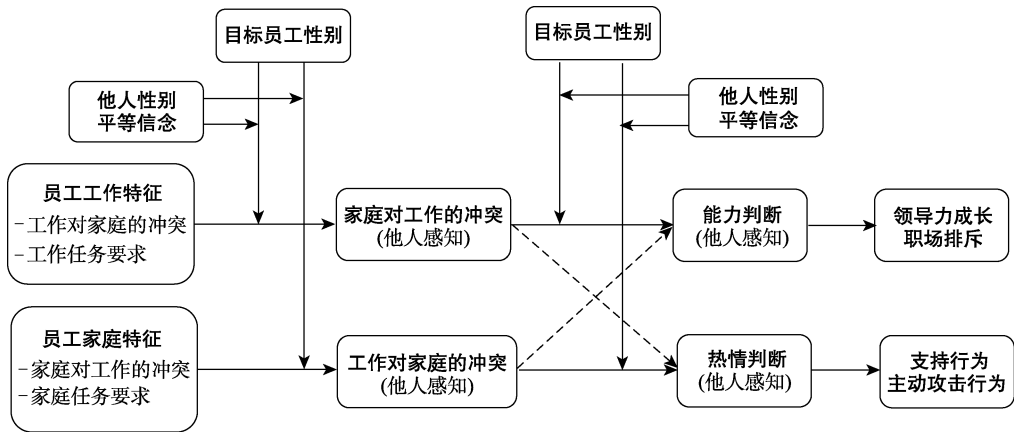 目标员工性别
目标员工性别
他人性别
平等信念
他人性别
平等信念
员工工作特征
-工作对家庭的冲突
-工作任务要求
家庭对工作的冲突
(他人感知)
能力判断
(他人感知)
领导力成长
职场排斥
员工家庭特征
-家庭对工作的冲突
-家庭任务要求
工作对家庭的冲突
(他人感知)
热情判断
(他人感知)
支持行为
主动攻击行为